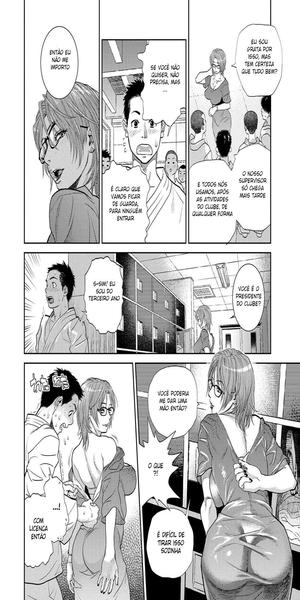 EU SOU
GRATA POR
ISSO, MAS
TEM CERTEZA
QUE TUDO BEM?
SE VOCÊ NÃO
QUISER, NÃO
PRECISA, MAS
...
ENTÃO
EU NÃO
ME
IMPORTO
O NOSSO
SUPERVISOR
SÓ CHEGA
MAIS
TARDE
E TODOS NÓS
USAMOS, APÓS AS
ATIVIDADES
DO CLUBE, DE
QUALQUER FORMA
É CLARO QUE
VAMOS FICAR
DE GUARDA,
PARA NINGUÉM
ENTRAR
VOCÊ É O
PRESIDENTE
DO CLUBE?
S-SIM! EU
SOU DO
TERCEIRO ANO
VOCÊ PODERIA
ME DAR UMA
MÃO ENTÃO?
O QUE
?!
É DIFÍCIL DE
TIRAR ISSO
SOZINHA
...!
COM
LICENCA
ENTÃO